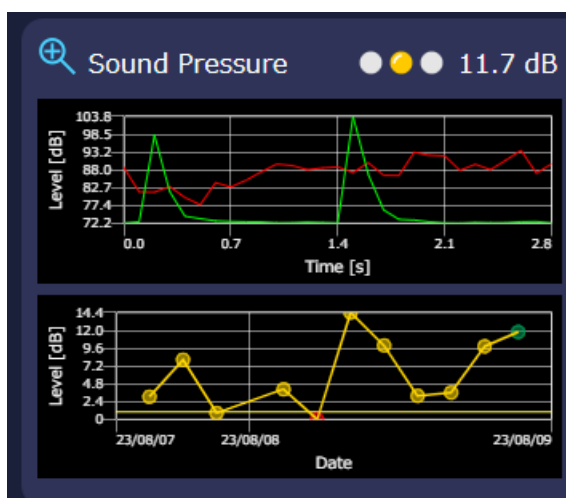 Sound Pressure 11.7 dB
103.8
98.5
93.2
88.0
82.7
77.4
72.2
Level [dB]
0.0 0.7 1.4 2.1 2.8
Time [s]
14.4
12.0
9.6
7.2
4.8
2.4
0
Level [dB]
23/08/07 23/08/08 23/08/09
Date